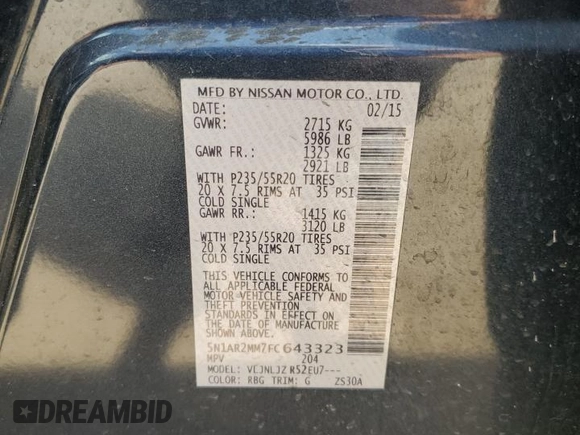 MFD BY NISSAN MOTOR CO., LTD.
DATE: 02/15
GVWR: 2715 KG
5986 LB
GAWR FR.: 1325 KG
2921 LB
WITH P235/55R20 TIRES
20 X 7.5 RIMS AT 35 PSI
COLD SINGLE
GAWR RR.: 1415 KG
3120 LB
WITH P235/55R20 TIRES
20 X 7.5 RIMS AT 35 PSI
COLD SINGLE
THIS VEHICLE CONFORMS TO
ALL APPLICABLE FEDERAL
MOTOR VEHICLE SAFETY AND
THEFT PREVENTION
STANDARDS IN EFFECT ON
THE DATE OF MANUFACTURE
SHOWN ABOVE.
5N1AR2MM7FC643323
MPV 204
MODEL: VLJNLJZ R52EU7---
COLOR: RBG TRIM: G ZS30A
DREAMBID
CERTIFIED AUTO